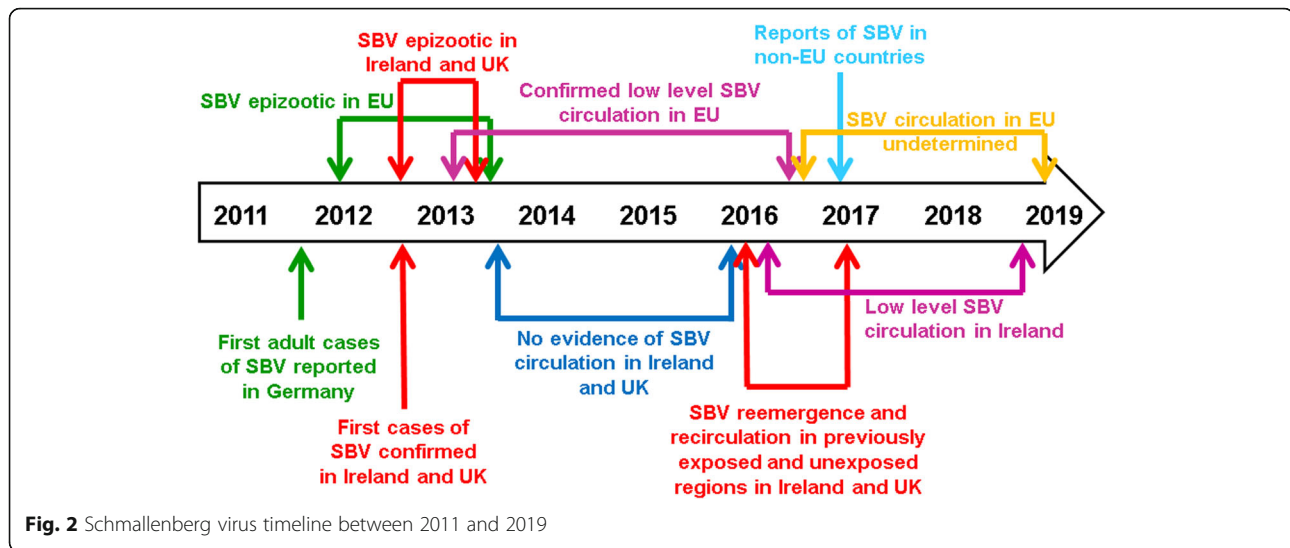 SBV epizootic in
Ireland and UK
Reports of SBV in
non-EU countries
SBV epizootic in EU
Confirmed low level SBV
circulation in EU
SBV circulation in EU
undetermined
2011 2012 2013 2014 2015 2016 2017 2018 2019
First adult cases
of SBV reported
in Germany
First cases of
SBV confirmed
in Ireland and UK
No evidence of SBV
circulation in Ireland
and UK
SBV reemergence and
recirculation in previously
exposed and unexposed
regions in Ireland and UK
Low level SBV
circulation in Ireland
Fig. 2 Schmallenberg virus timeline between 2011 and 2019